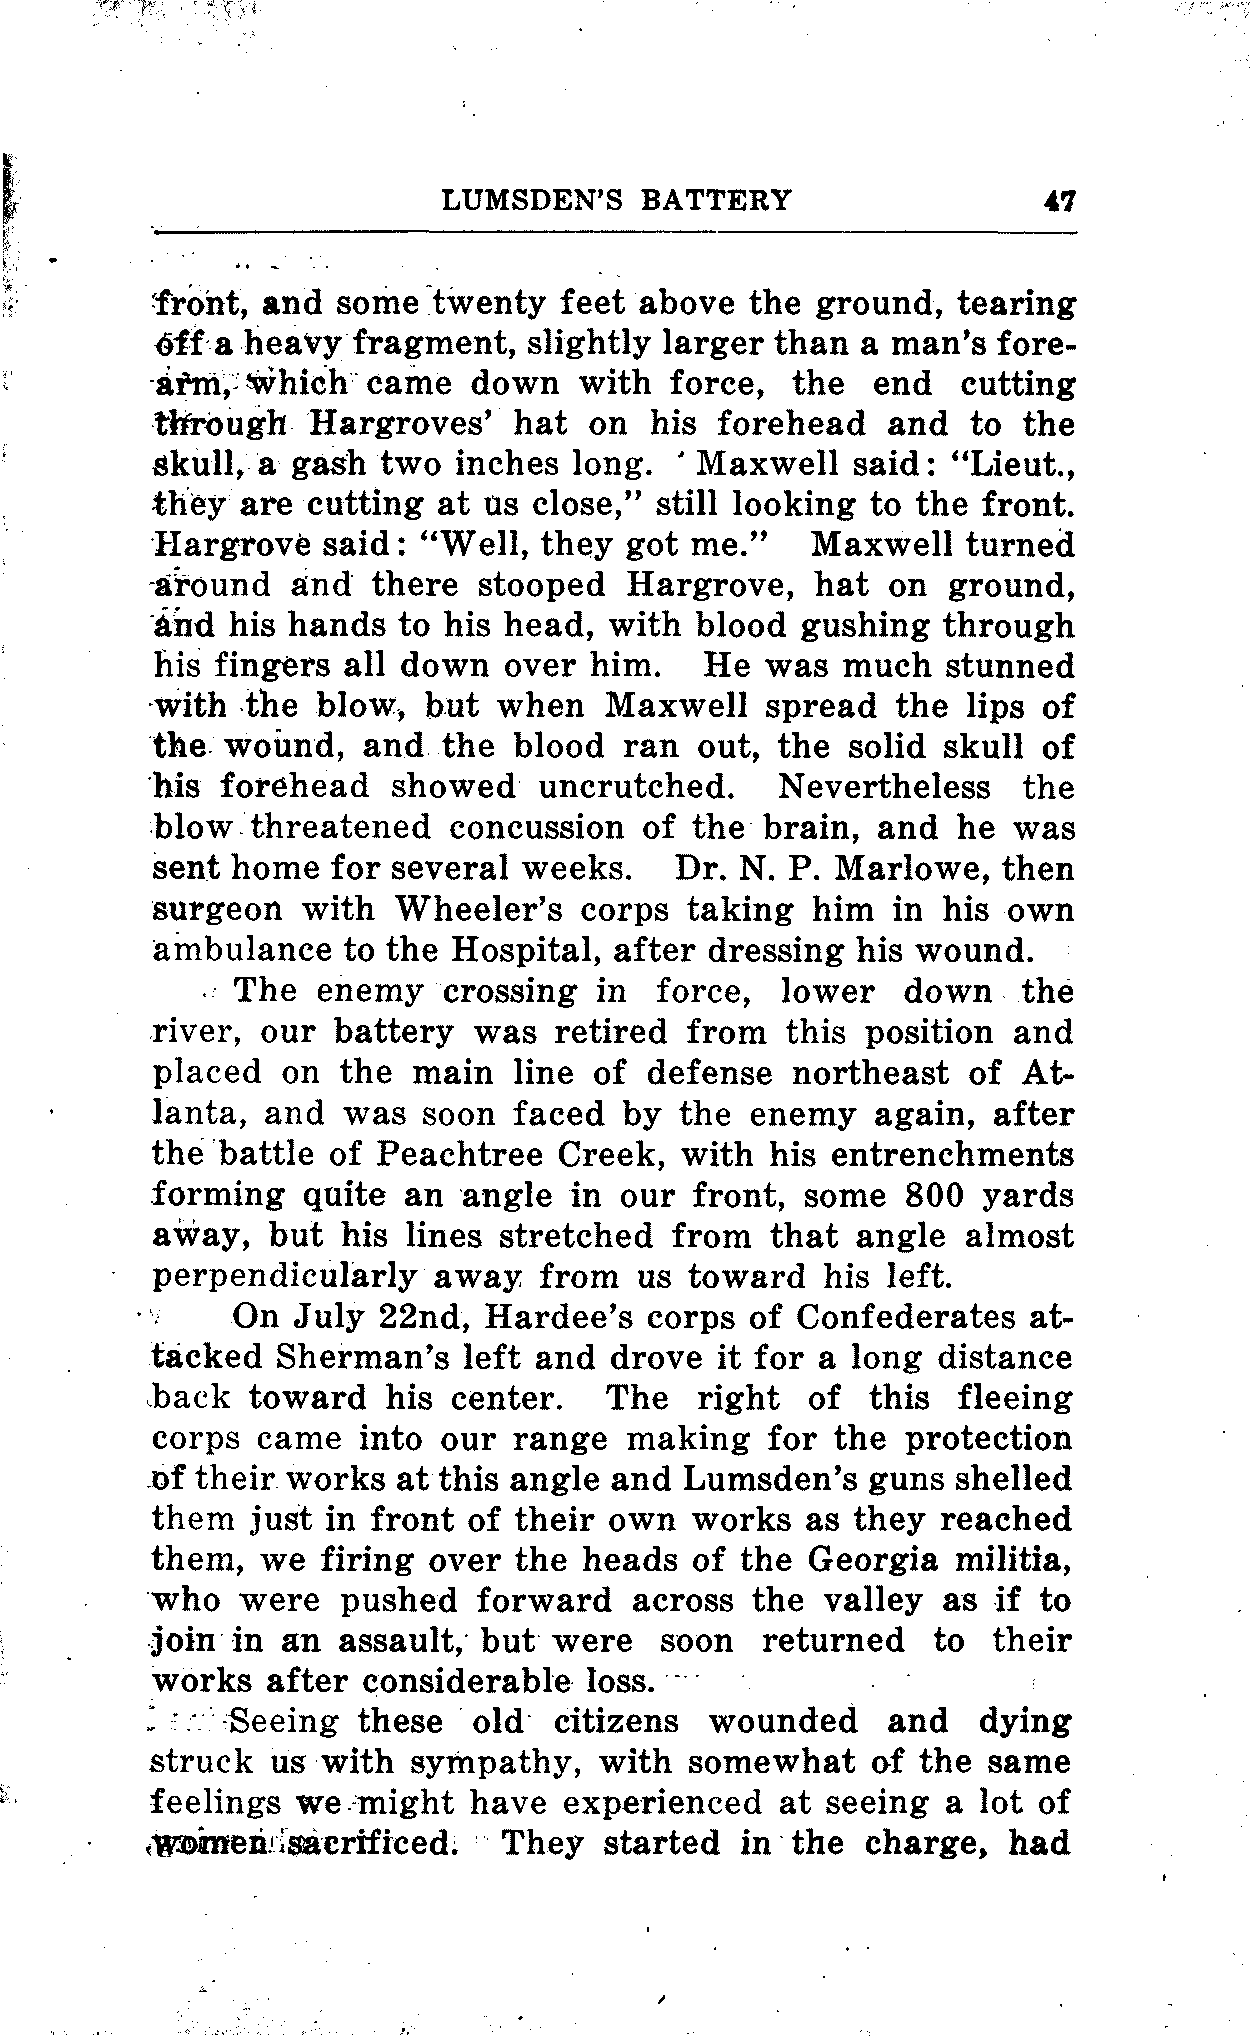 LUMSDEN'S BATTERY 47
front, and some twenty feet above the ground, tearing
off a heavy fragment, slightly larger than a man's fore-
arm, which came down with force, the end cutting
through Hargroves' hat on his forehead and to the
skull, a gash two inches long. Maxwell said: "Lieut.,
they are cutting at us close," still looking to the front.
Hargrove said: "Well, they got me." Maxwell turned
around and there stooped Hargrove, hat on ground,
and his hands to his head, with blood gushing through
his fingers all down over him. He was much stunned
with the blow, but when Maxwell spread the lips of
the wound, and the blood ran out, the solid skull of
his forehead showed uncrutched. Nevertheless the
blow threatened concussion of the brain, and he was
sent home for several weeks. Dr. N. P. Marlowe, then
surgeon with Wheeler's corps taking him in his own
ambulance to the Hospital, after dressing his wound.
The enemy crossing in force, lower down the
river, our battery was retired from this position and
placed on the main line of defense northeast of At-
lanta, and was soon faced by the enemy again, after
the battle of Peachtree Creek, with his entrenchments
forming quite an angle in our front, some 800 yards
away, but his lines stretched from that angle almost
perpendicularly away from us toward his left.
On July 22nd, Hardee's corps of Confederates at-
tacked Sherman's left and drove it for a long distance
back toward his center. The right of this fleeing
corps came into our range making for the protection
of their works at this angle and Lumsden's guns shelled
them just in front of their own works as they reached
them, we firing over the heads of the Georgia militia,
who were pushed forward across the valley as if to
join in an assault, but were soon returned to their
works after considerable loss.
Seeing these old citizens wounded and dying
struck us with sympathy, with somewhat of the same
feelings we might have experienced at seeing a lot of
women sacrificed. They started in the charge, had